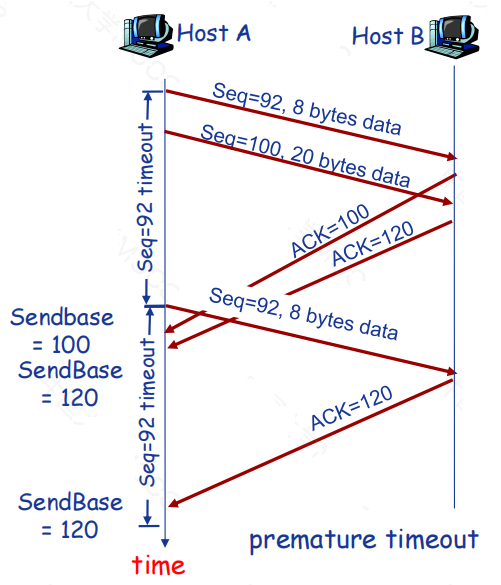 Host A
Host B
Seq=92, 8 bytes data
Seq=100, 20 bytes data
Seq=92 timeout
ACK=100
ACK=120
Seq=92, 8 bytes data
Sendbase
= 100
SendBase
= 120
Seq=92 timeout
ACK=120
SendBase
= 120
premature timeout
time